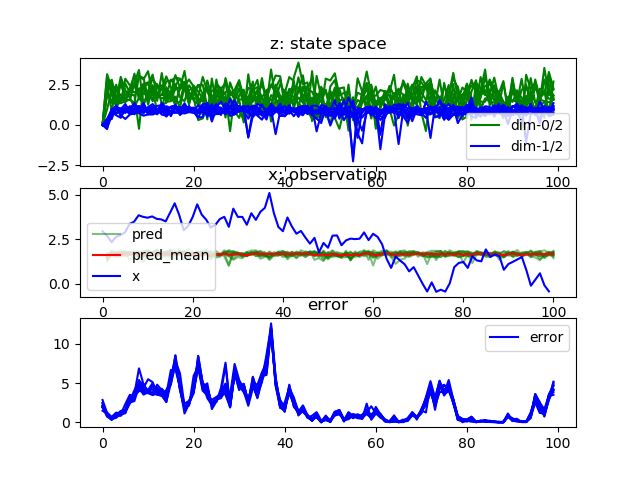 z: state space
2.5
0.0
−2.5
dim-0/2
dim-1/2
0 20 40 60 80 100
x: observation
5.0
2.5
0.0
pred
pred_mean
x
0 20 40 60 80 100
error
10
5
0
error
0 20 40 60 80 100